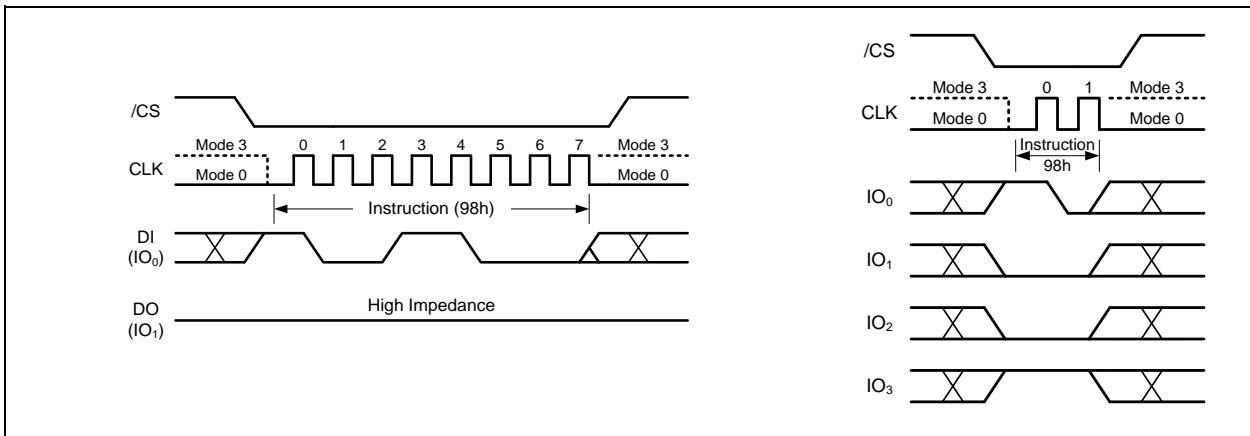 /CS
Mode 3 0 1 2 3 4 5 6 7 Mode 3
CLK
Mode 0 Mode 0
Instruction (98h)
DI
(IO₀)
High Impedance
DO
(IO₁)
/CS
Mode 3 0 1 Mode 3
CLK
Mode 0 Mode 0
Instruction
98h
IO₀
IO₁
IO₂
IO₃